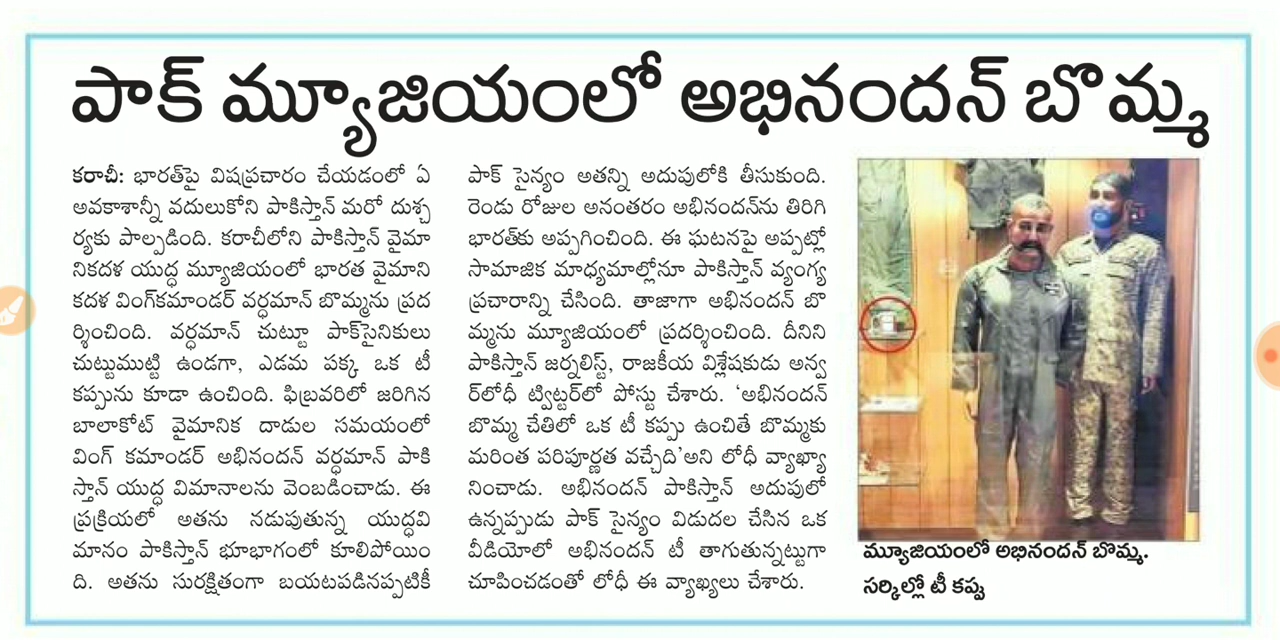 పాక్ మ్యూజియంలో అభినందన్ బొమ్మ
కరాచీ: భారత్‌పై విషప్రచారం చేయడంలో ఏ
అవకాశాన్నీ వదులుకోని పాకిస్తాన్ మరో దుశ్చ
ర్యకు పాల్పడింది. కరాచీలోని పాకిస్తాన్ వైమా
నికదళ యుద్ధ మ్యూజియంలో భారత వైమాని
కదళ వింగ్‌కమాండర్ వర్ధమాన్ బొమ్మను ప్రద
ర్శించింది. వర్ధమాన్ చుట్టూ పాక్‌సైనికులు
చుట్టుముట్టి ఉండగా, ఎడమ పక్క ఒక టీ
కప్పును కూడా ఉంచింది. ఫిబ్రవరిలో జరిగిన
బాలాకోట్ వైమానిక దాడుల సమయంలో
వింగ్ కమాండర్ అభినందన్ వర్ధమాన్ పాకి
స్తాన్ యుద్ధ విమానాలను వెంబడించాడు. ఈ
ప్రక్రియలో అతను నడుపుతున్న యుద్ధవి
మానం పాకిస్తాన్ భూభాగంలో కూలిపోయిం
ది. అతను సురక్షితంగా బయటపడినప్పటికీ
పాక్ సైన్యం అతన్ని అదుపులోకి తీసుకుంది.
రెండు రోజుల అనంతరం అభినందన్‌ను తిరిగి
భారత్‌కు అప్పగించింది. ఈ ఘటనపై అప్పట్లో
సామాజిక మాధ్యమాల్లోనూ పాకిస్తాన్ వ్యంగ్య
ప్రచారాన్ని చేసింది. తాజాగా అభినందన్ బొ
మ్మను మ్యూజియంలో ప్రదర్శించింది. దీనిని
పాకిస్తాన్ జర్నలిస్ట్, రాజకీయ విశ్లేషకుడు అన్వ
ర్‌లోధీ ట్విట్టర్‌లో పోస్టు చేశారు. ‘అభినందన్
బొమ్మ చేతిలో ఒక టీ కప్పు ఉంచితే బొమ్మకు
మరింత పరిపూర్ణత వచ్చేది’అని లోధీ వ్యాఖ్యా
నించాడు. అభినందన్ పాకిస్తాన్ అదుపులో
ఉన్నప్పుడు పాక్ సైన్యం విడుదల చేసిన ఒక
వీడియోలో అభినందన్ టీ తాగుతున్నట్టుగా
చూపించడంతో లోధీ ఈ వ్యాఖ్యలు చేశారు.
మ్యూజియంలో అభినందన్ బొమ్మ.
సర్కిల్లో టీ కప్పు